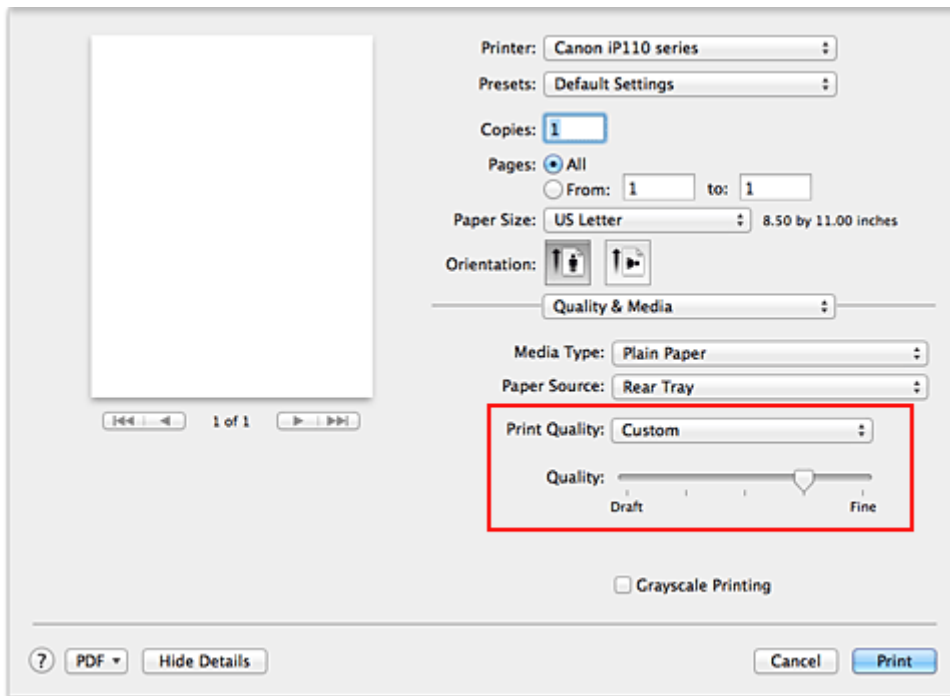 Printer: Canon iP110 series
Presets: Default Settings
Copies: 1
Pages: All
From: 1 to: 1
Paper Size: US Letter 8.50 by 11.00 inches
Orientation:
Quality & Media
Media Type: Plain Paper
Paper Source: Rear Tray
1 of 1
Print Quality: Custom
Quality:
Draft Fine
Grayscale Printing
? PDF Hide Details Cancel Print